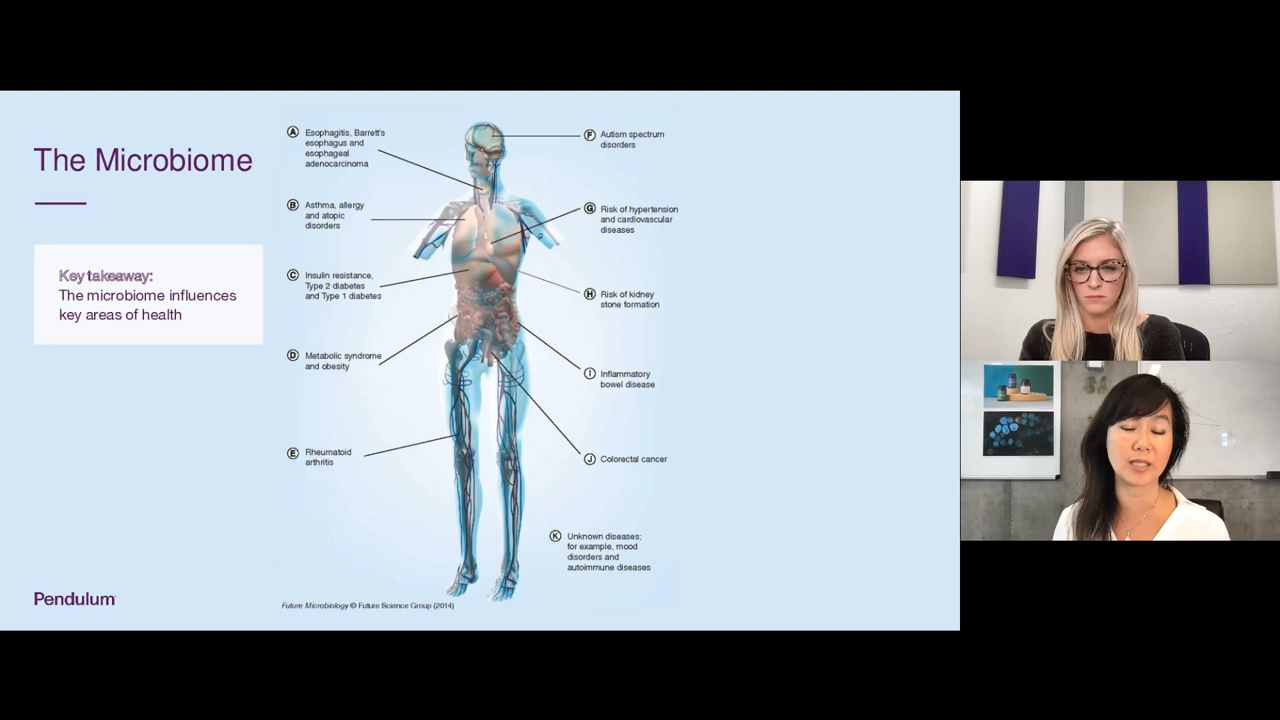 The Microbiome
Key takeaway:
The microbiome influences
key areas of health
A Esophagitis, Barrett's
esophagus and
esophageal
adenocarcinoma
B Asthma, allergy
and atopic
disorders
C Insulin resistance,
Type 2 diabetes
and Type 1 diabetes
D Metabolic syndrome
and obesity
E Rheumatoid
arthritis
F Autism spectrum
disorders
G Risk of hypertension
and cardiovascular
diseases
H Risk of kidney
stone formation
I Inflammatory
bowel disease
J Colorectal cancer
K Unknown diseases;
for example, mood
disorders and
autoimmune diseases
Future Microbiology © Future Science Group (2014)
Pendulum